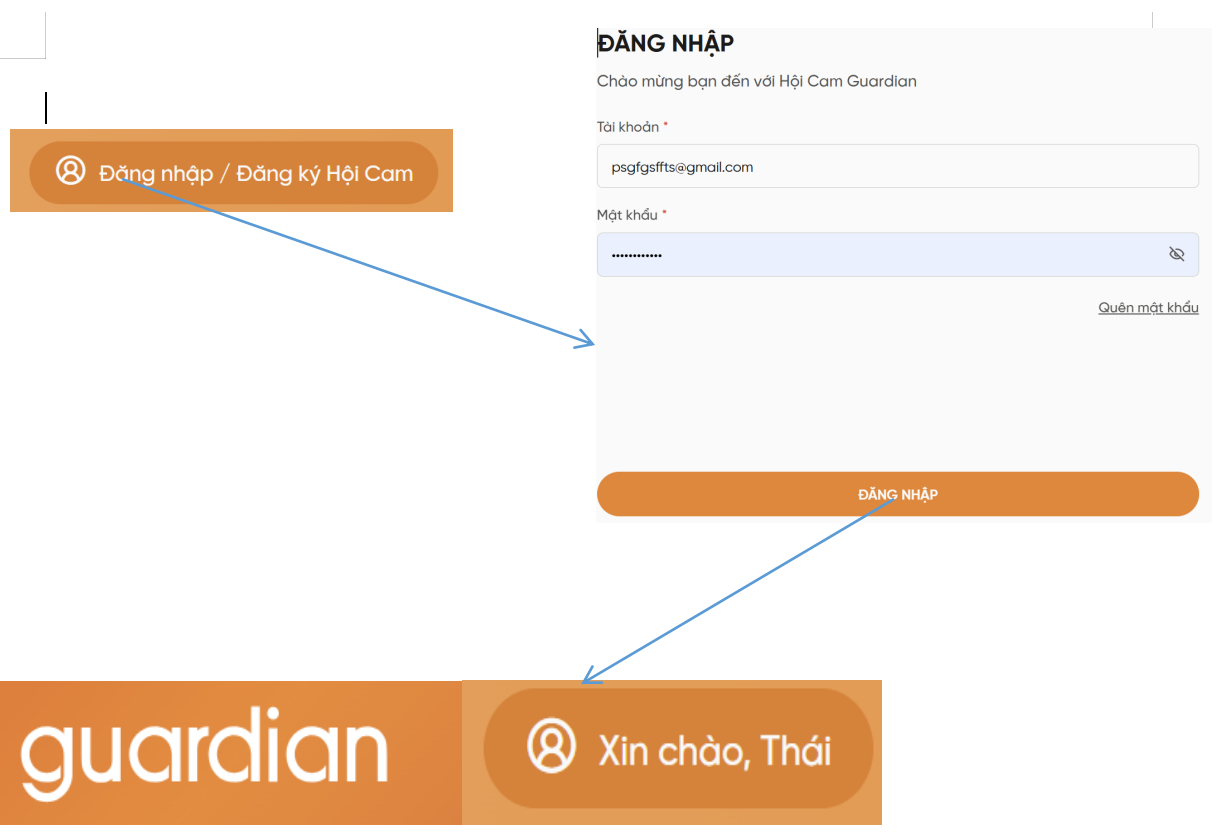 ĐĂNG NHẬP
Chào mừng bạn đến với Hội Cam Guardian
Tài khoản *
psgfgsffts@gmail.com
Mật khẩu *
••••••••••••
Quên mật khẩu
ĐĂNG NHẬP
Đăng nhập / Đăng ký Hội Cam
guardian
Xin chào, Thái